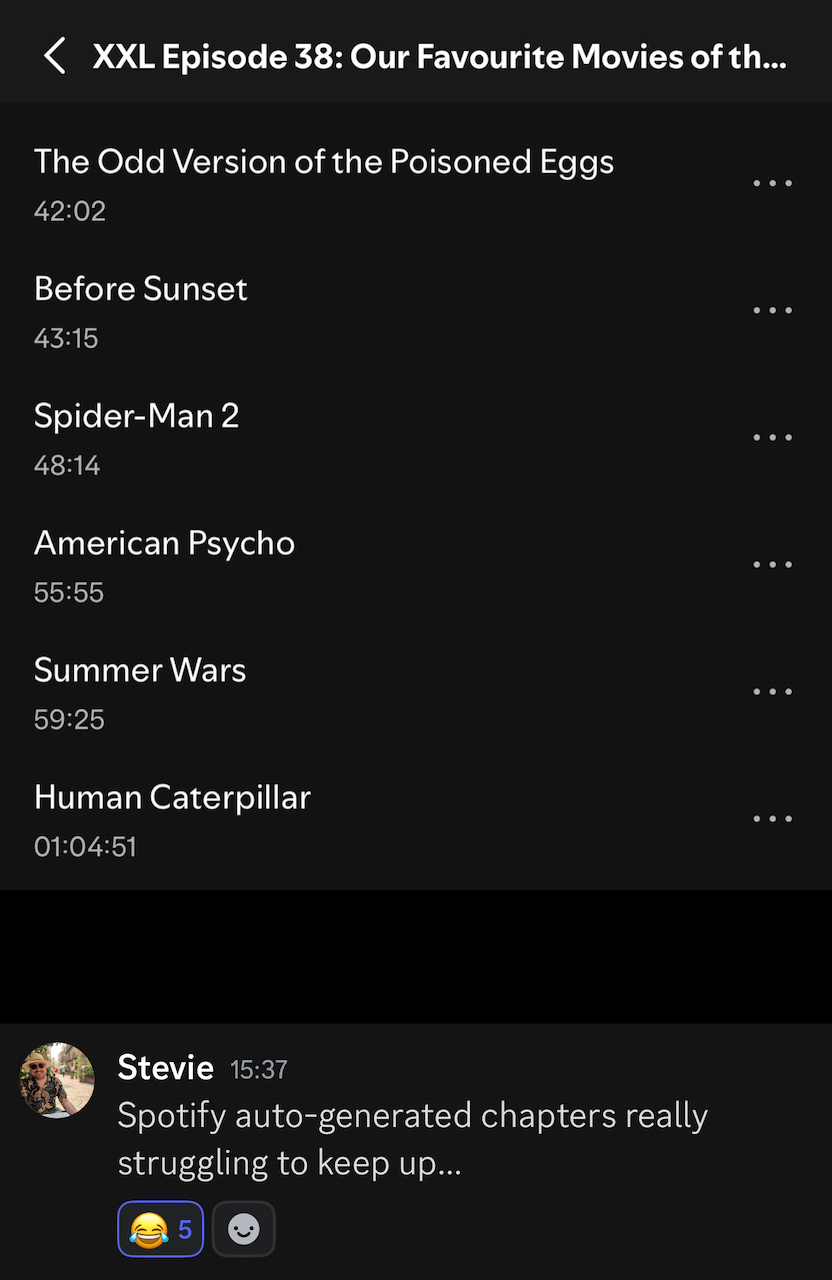 XXL Episode 38: Our Favourite Movies of th...
The Odd Version of the Poisoned Eggs
42:02
Before Sunset
43:15
Spider-Man 2
48:14
American Psycho
55:55
Summer Wars
59:25
Human Caterpillar
01:04:51
Stevie 15:37
Spotify auto-generated chapters really
struggling to keep up...
5